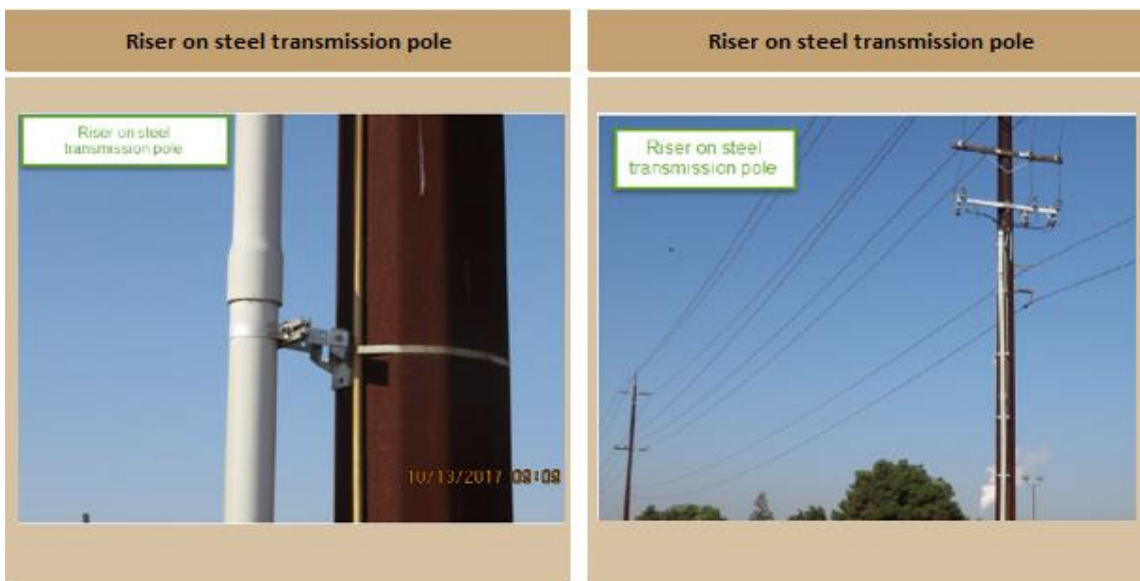 Riser on steel transmission pole
Riser on steel transmission pole
Riser on steel
transmission pole
10/13/2017 09:09
Riser on steel
transmission pole